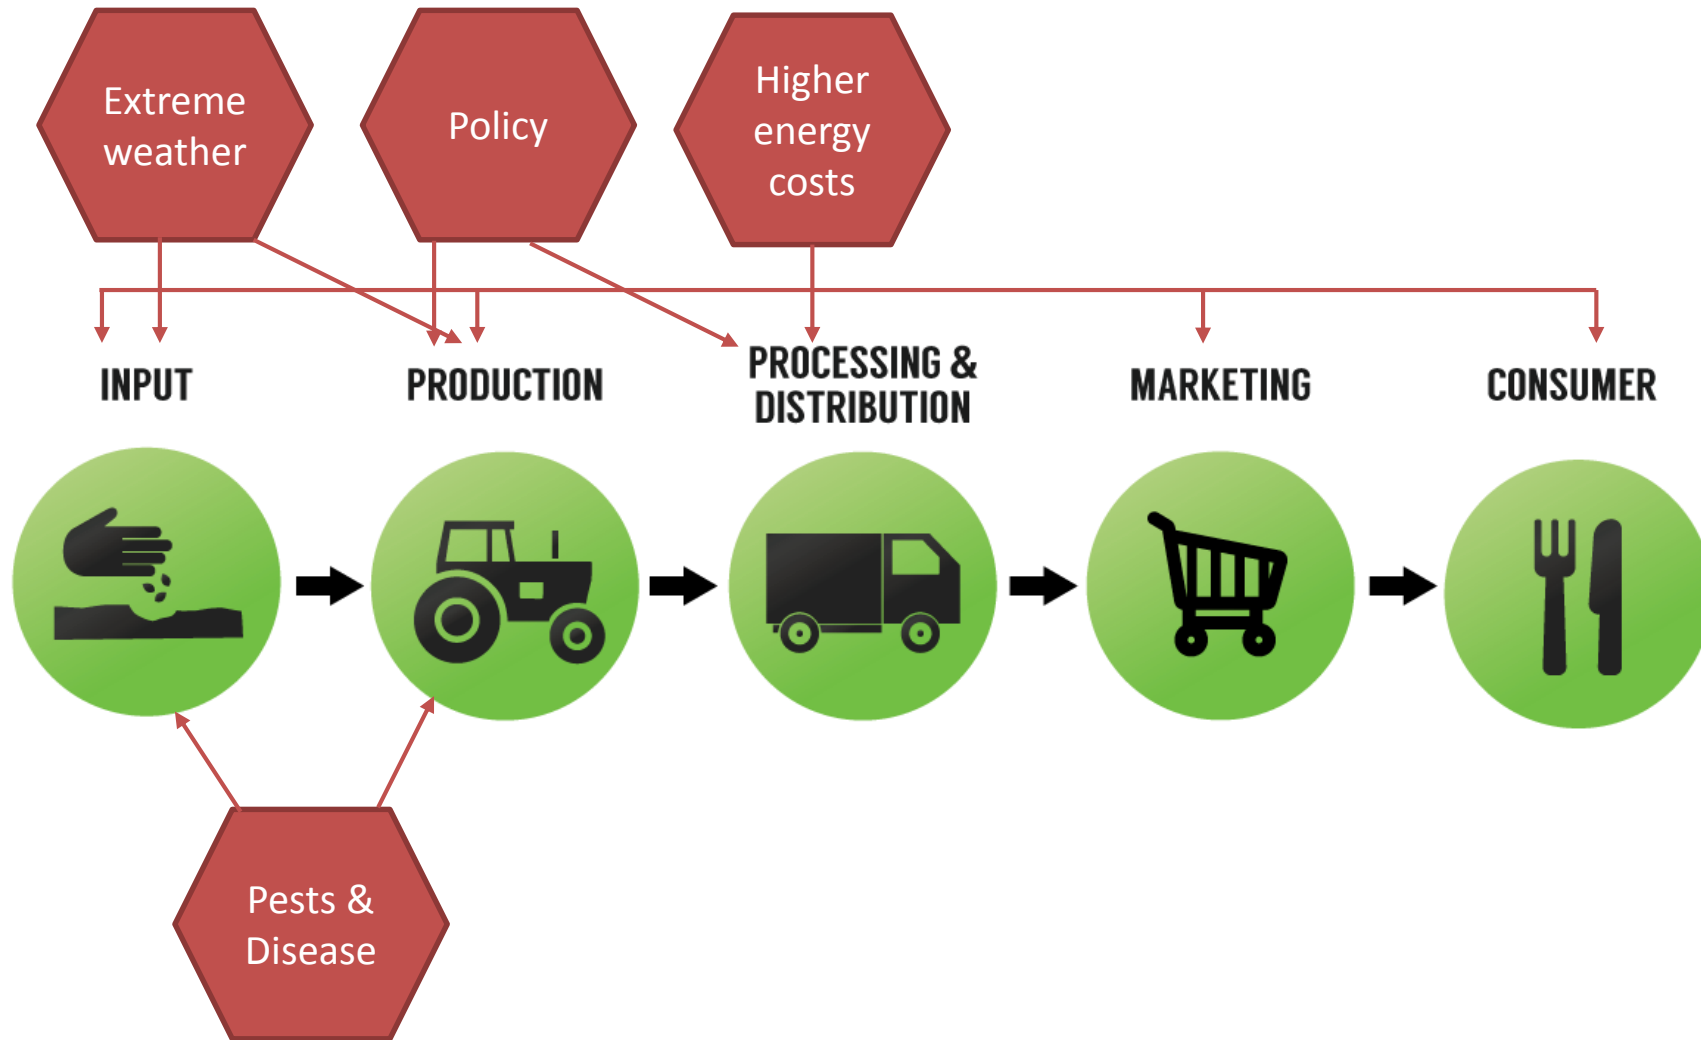 Extreme
weather
Policy
Higher
energy
costs
INPUT
PRODUCTION
PROCESSING &
DISTRIBUTION
MARKETING
CONSUMER
Pests &
Disease